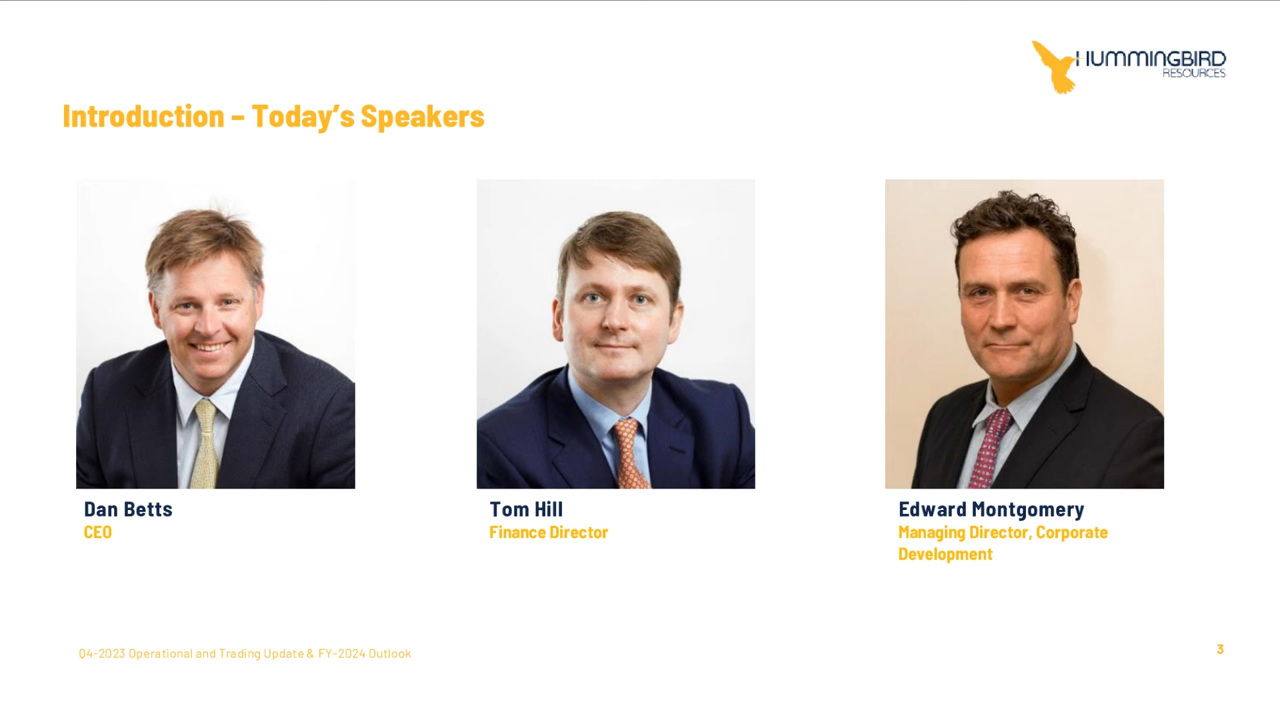 HUMMINGBIRD
RESOURCES
Introduction – Today’s Speakers
Dan Betts
CEO
Tom Hill
Finance Director
Edward Montgomery
Managing Director, Corporate
Development
Q4-2023 Operational and Trading Update & FY-2024 Outlook
3